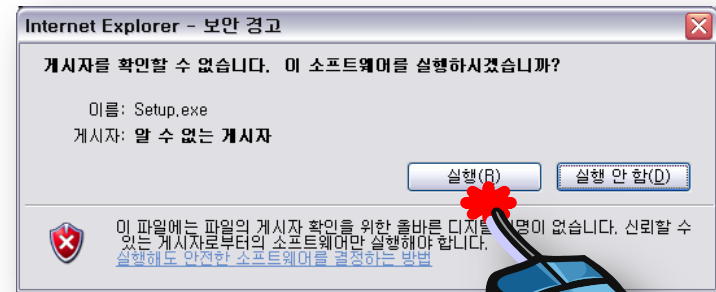 Internet Explorer - 보안 경고
게시자를 확인할 수 없습니다. 이 소프트웨어를 실행하시겠습니까?
이름: Setup.exe
게시자: 알 수 없는 게시자
실행(R) 실행 안 함(D)
이 파일에는 파일의 게시자 확인을 위한 올바른 디지털 없습니다. 신뢰할 수
있는 게시자로부터의 소프트웨어만 실행해야 합니다.
실행해도 안전한 소프트웨어를 결정하는 방법